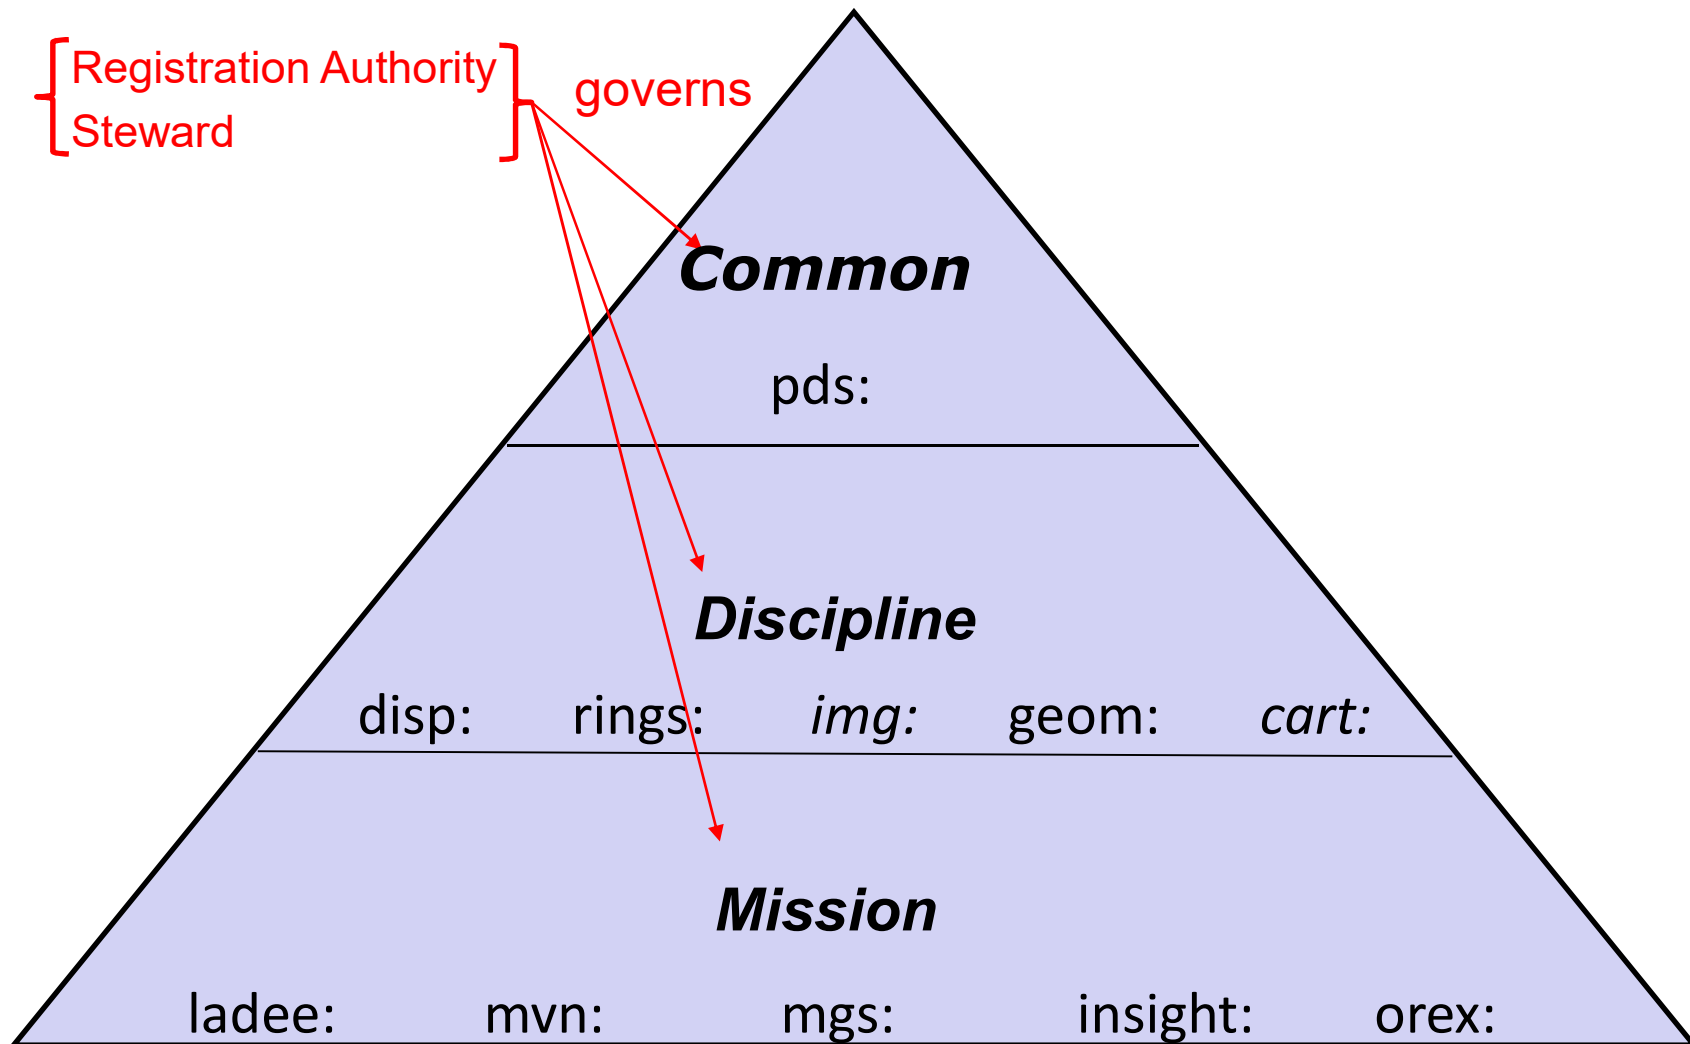 Registration Authority
Steward
governs
Common
pds:
Discipline
disp: rings: img: geom: cart:
Mission
ladee: mvn: mgs: insight: orex: